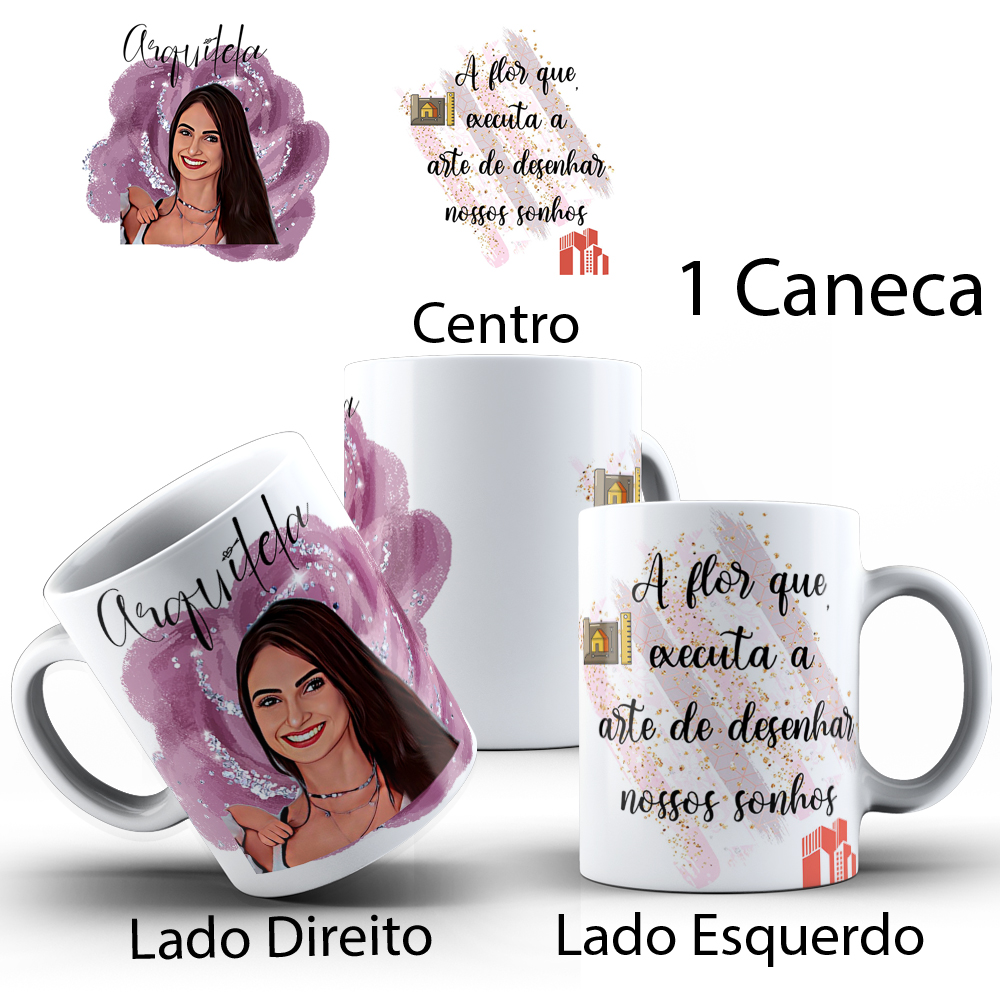 Arquiteta
A flor que,
executa a
arte de desenhar
nossos sonhos
1 Caneca
Centro
a
Arquiteta
A flor que,
executa a
arte de desenhar
nossos sonhos
Lado Direito
Lado Esquerdo